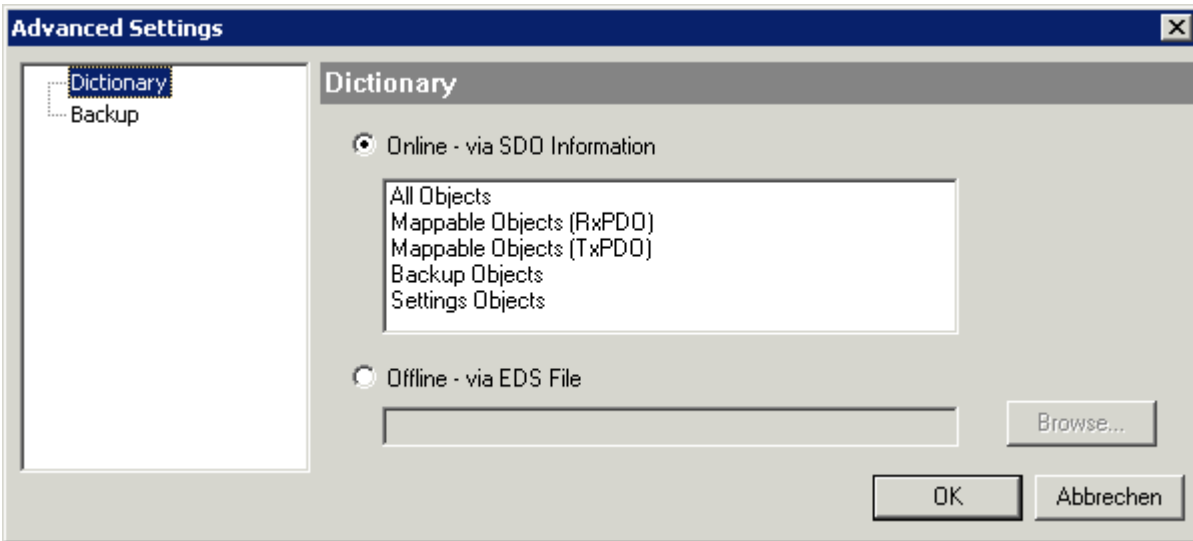 Advanced Settings
Dictionary
Backup
Dictionary
Online - via SDO Information
All Objects
Mappable Objects (RxPDO)
Mappable Objects (TxPDO)
Backup Objects
Settings Objects
Offline - via EDS File
Browse...
OK
Abbrechen